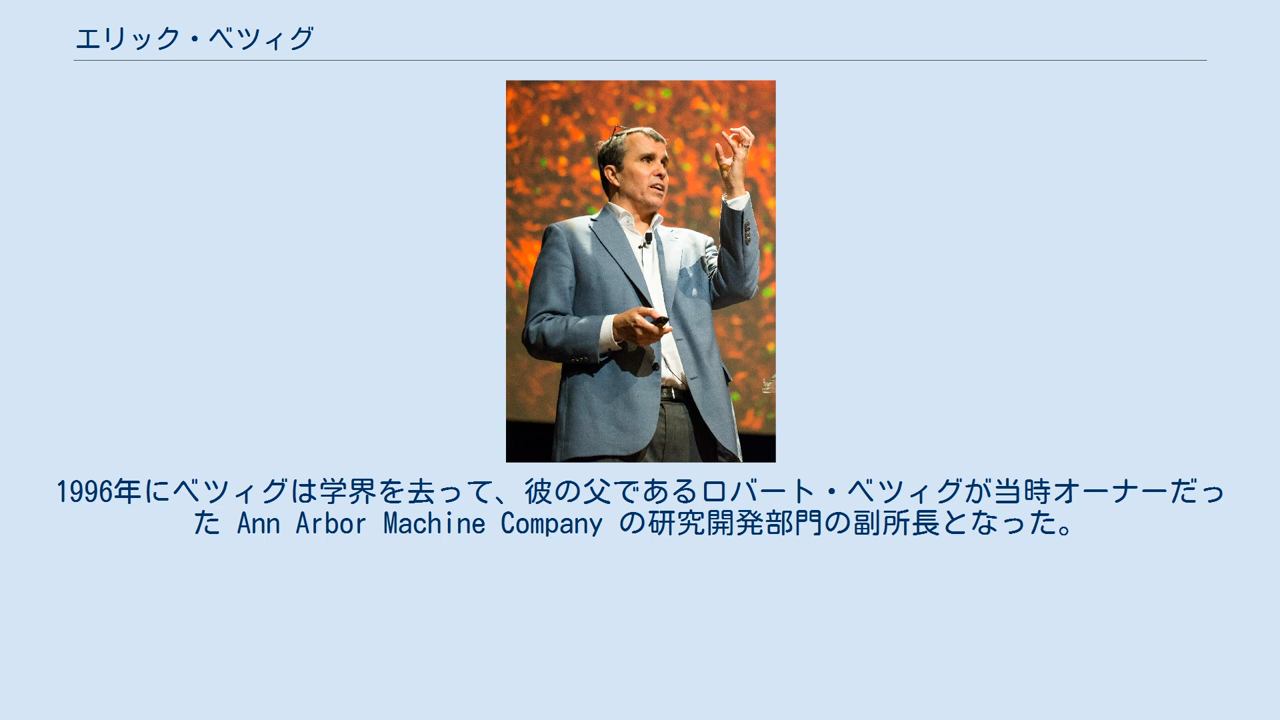 エリック・ベツィグ
1996年にベツィグは学界を去って、彼の父であるロバート・ベツィグが当時オーナーだっ
た Ann Arbor Machine Company の研究開発部門の副所長となった。